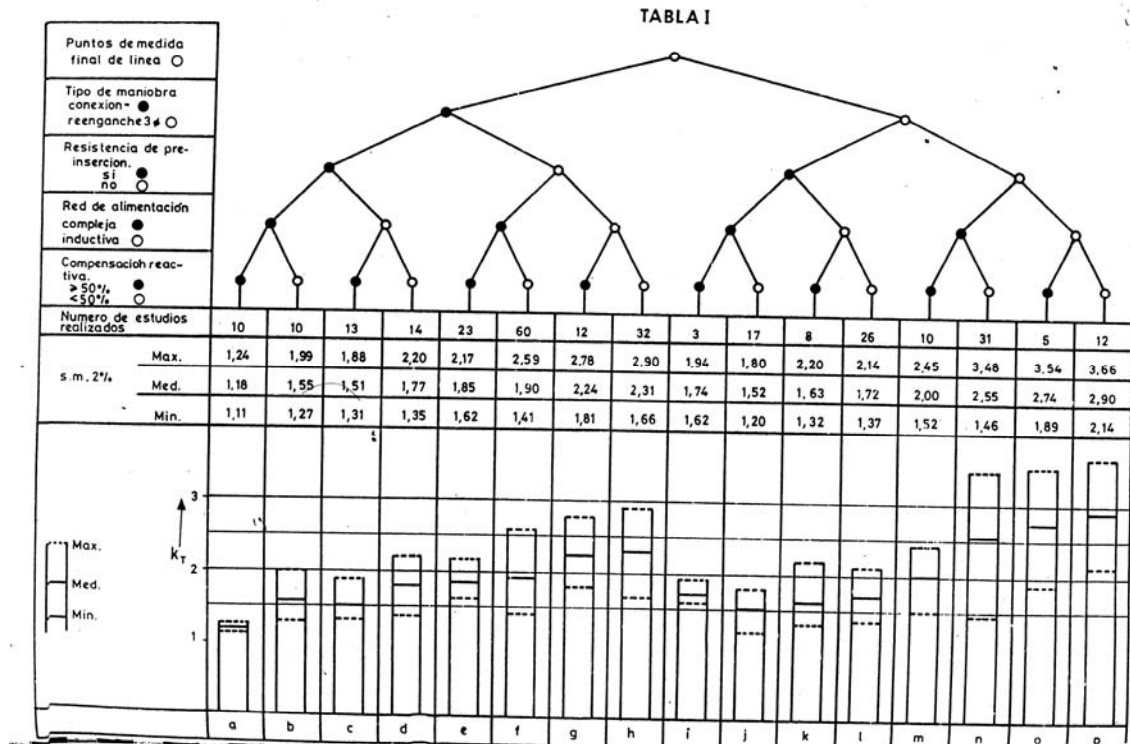 TABLA I
Puntos de medida
final de linea ○
Tipo de maniobra
conexion- ●
reenganche 3ø ○
Resistencia de pre-
insercion.
si ●
no ○
Red de alimentación
compleja ●
inductiva ○
Compensacioh reac-
tiva.
≥ 50% ●
< 50% ○
Numero de estudios
realizados 10 10 13 14 23 60 12 32 3 17 8 26 10 31 5 12
Max. 1,24 1,99 1,88 2,20 2,17 2,59 2,78 2,90 1,94 1,80 2,20 2,14 2,45 3,48 3,54 3,66
s.m. 2% Med. 1,18 1,55 1,51 1,77 1,85 1,90 2,24 2,31 1,74 1,52 1,63 1,72 2,00 2,55 2,74 2,90
Min. 1,11 1,27 1,31 1,35 1,62 1,41 1,81 1,66 1,62 1,20 1,32 1,37 1,52 1,46 1,89 2,14
3
kT
2
1
Max.
Med.
Min.
a b c d e f g h i j k l m n o p